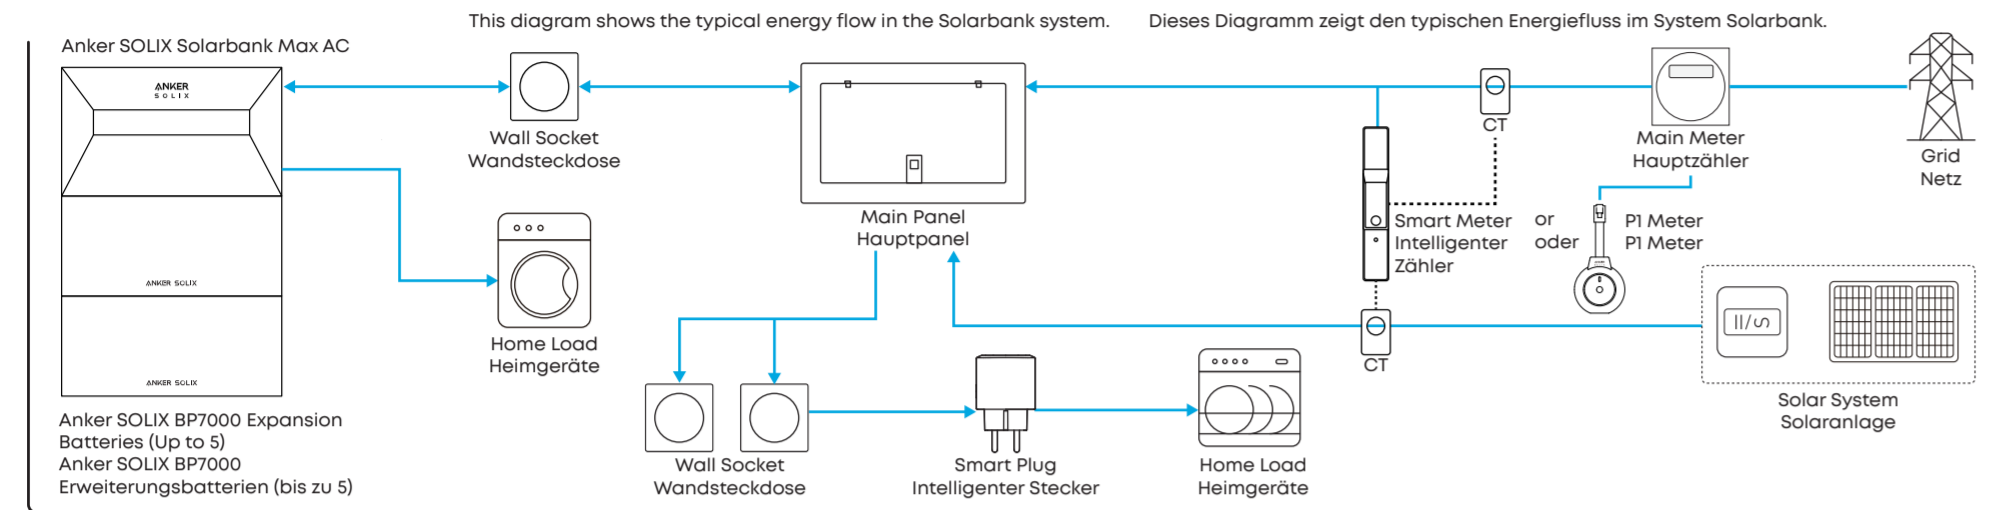 This diagram shows the typical energy flow in the Solarbank system.
Dieses Diagramm zeigt den typischen Energiefluss im System Solarbank.
Anker SOLIX Solarbank Max AC
ANKER
SOLIX
ANKER SOLIX
ANKER SOLIX
Anker SOLIX BP7000 Expansion
Batteries (Up to 5)
Anker SOLIX BP7000
Erweiterungsbatterien (bis zu 5)
Wall Socket
Wandsteckdose
Home Load
Heimgeräte
Main Panel
Hauptpanel
Wall Socket
Wandsteckdose
Smart Plug
Intelligenter Stecker
Home Load
Heimgeräte
CT
Smart Meter
Intelligenter
Zähler
or
oder
P1 Meter
P1 Meter
CT
Main Meter
Hauptzähler
Grid
Netz
Solar System
Solaranlage